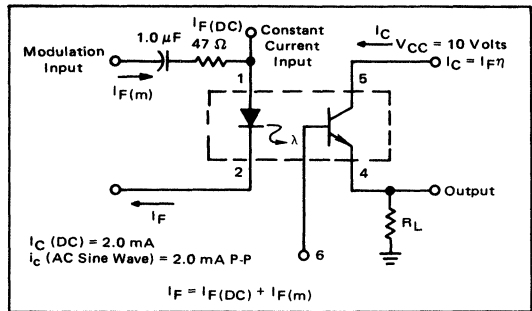 IF(DC)
Constant
Current
Input
Modulation
Input
1.0 μF
47 Ω
IF(m)
IC
VCC = 10 Volts
IC = IFη
1
5
λ
2
4
Output
IF
6
RL
IC (DC) = 2.0 mA
ic (AC Sine Wave) = 2.0 mA P-P
IF = IF(DC) + IF(m)